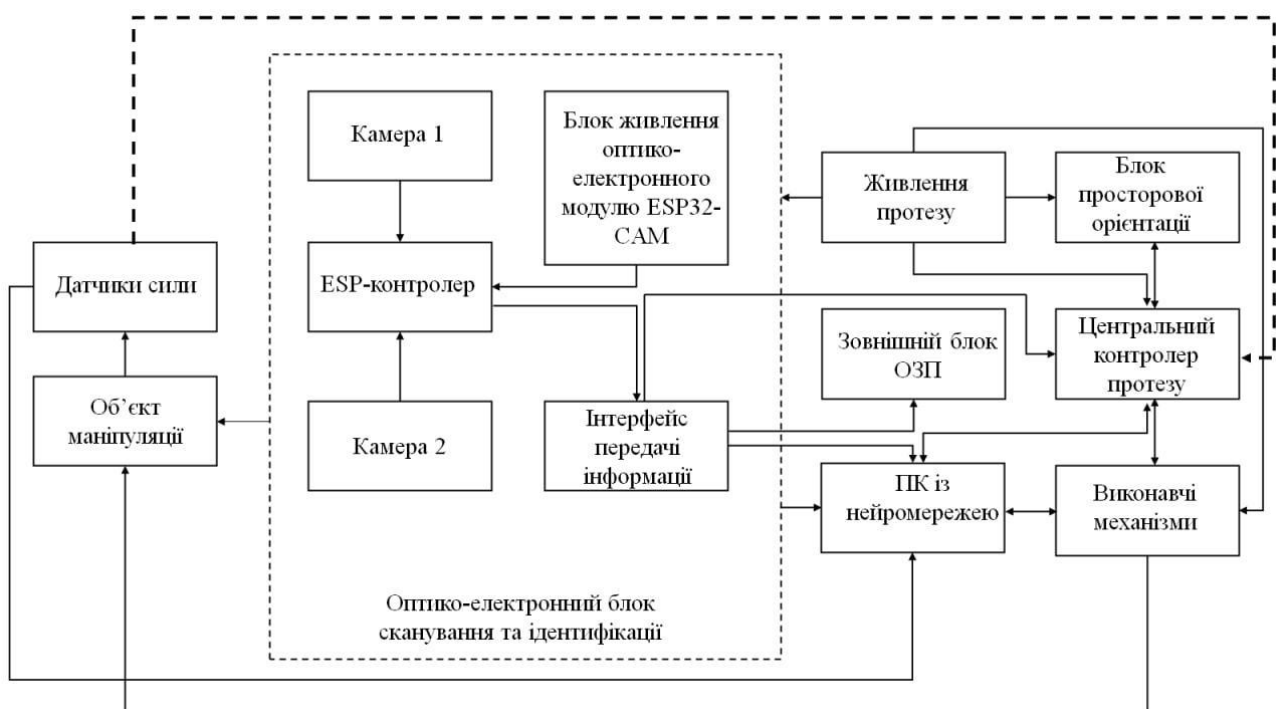 Камера 1
Блок живлення
оптико-
електронного
модулю ESP32-
CAM
Живлення
протезу
Блок
просторової
орієнтації
Датчики сили
ESP-контролер
Зовнішній блок
ОЗП
Центральний
контролер
протезу
Об’єкт
маніпуляції
Камера 2
Інтерфейс
передачі
інформації
ПК із
нейромережею
Виконавчі
механізми
Оптико-електронний блок
сканування та ідентифікації